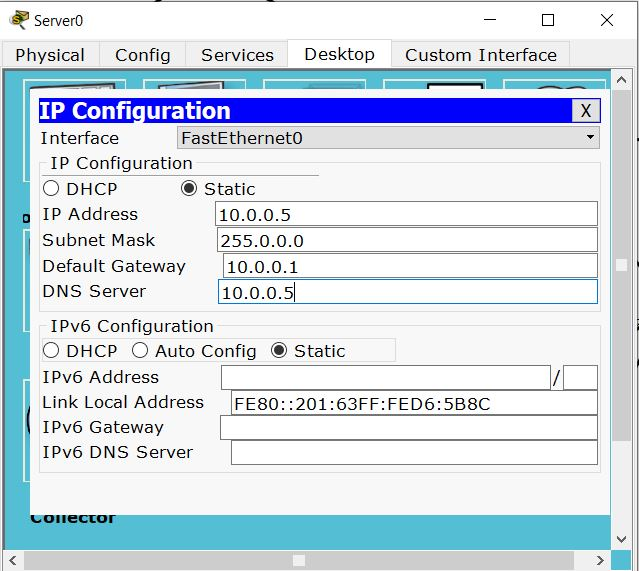 Server0
Physical Config Services Desktop Custom Interface
IP Configuration X
Interface FastEthernet0
IP Configuration
DHCP Static
IP Address 10.0.0.5
Subnet Mask 255.0.0.0
Default Gateway 10.0.0.1
DNS Server 10.0.0.5
IPv6 Configuration
DHCP Auto Config Static
IPv6 Address /
Link Local Address FE80::201:63FF:FED6:5B8C
IPv6 Gateway
IPv6 DNS Server
Collector